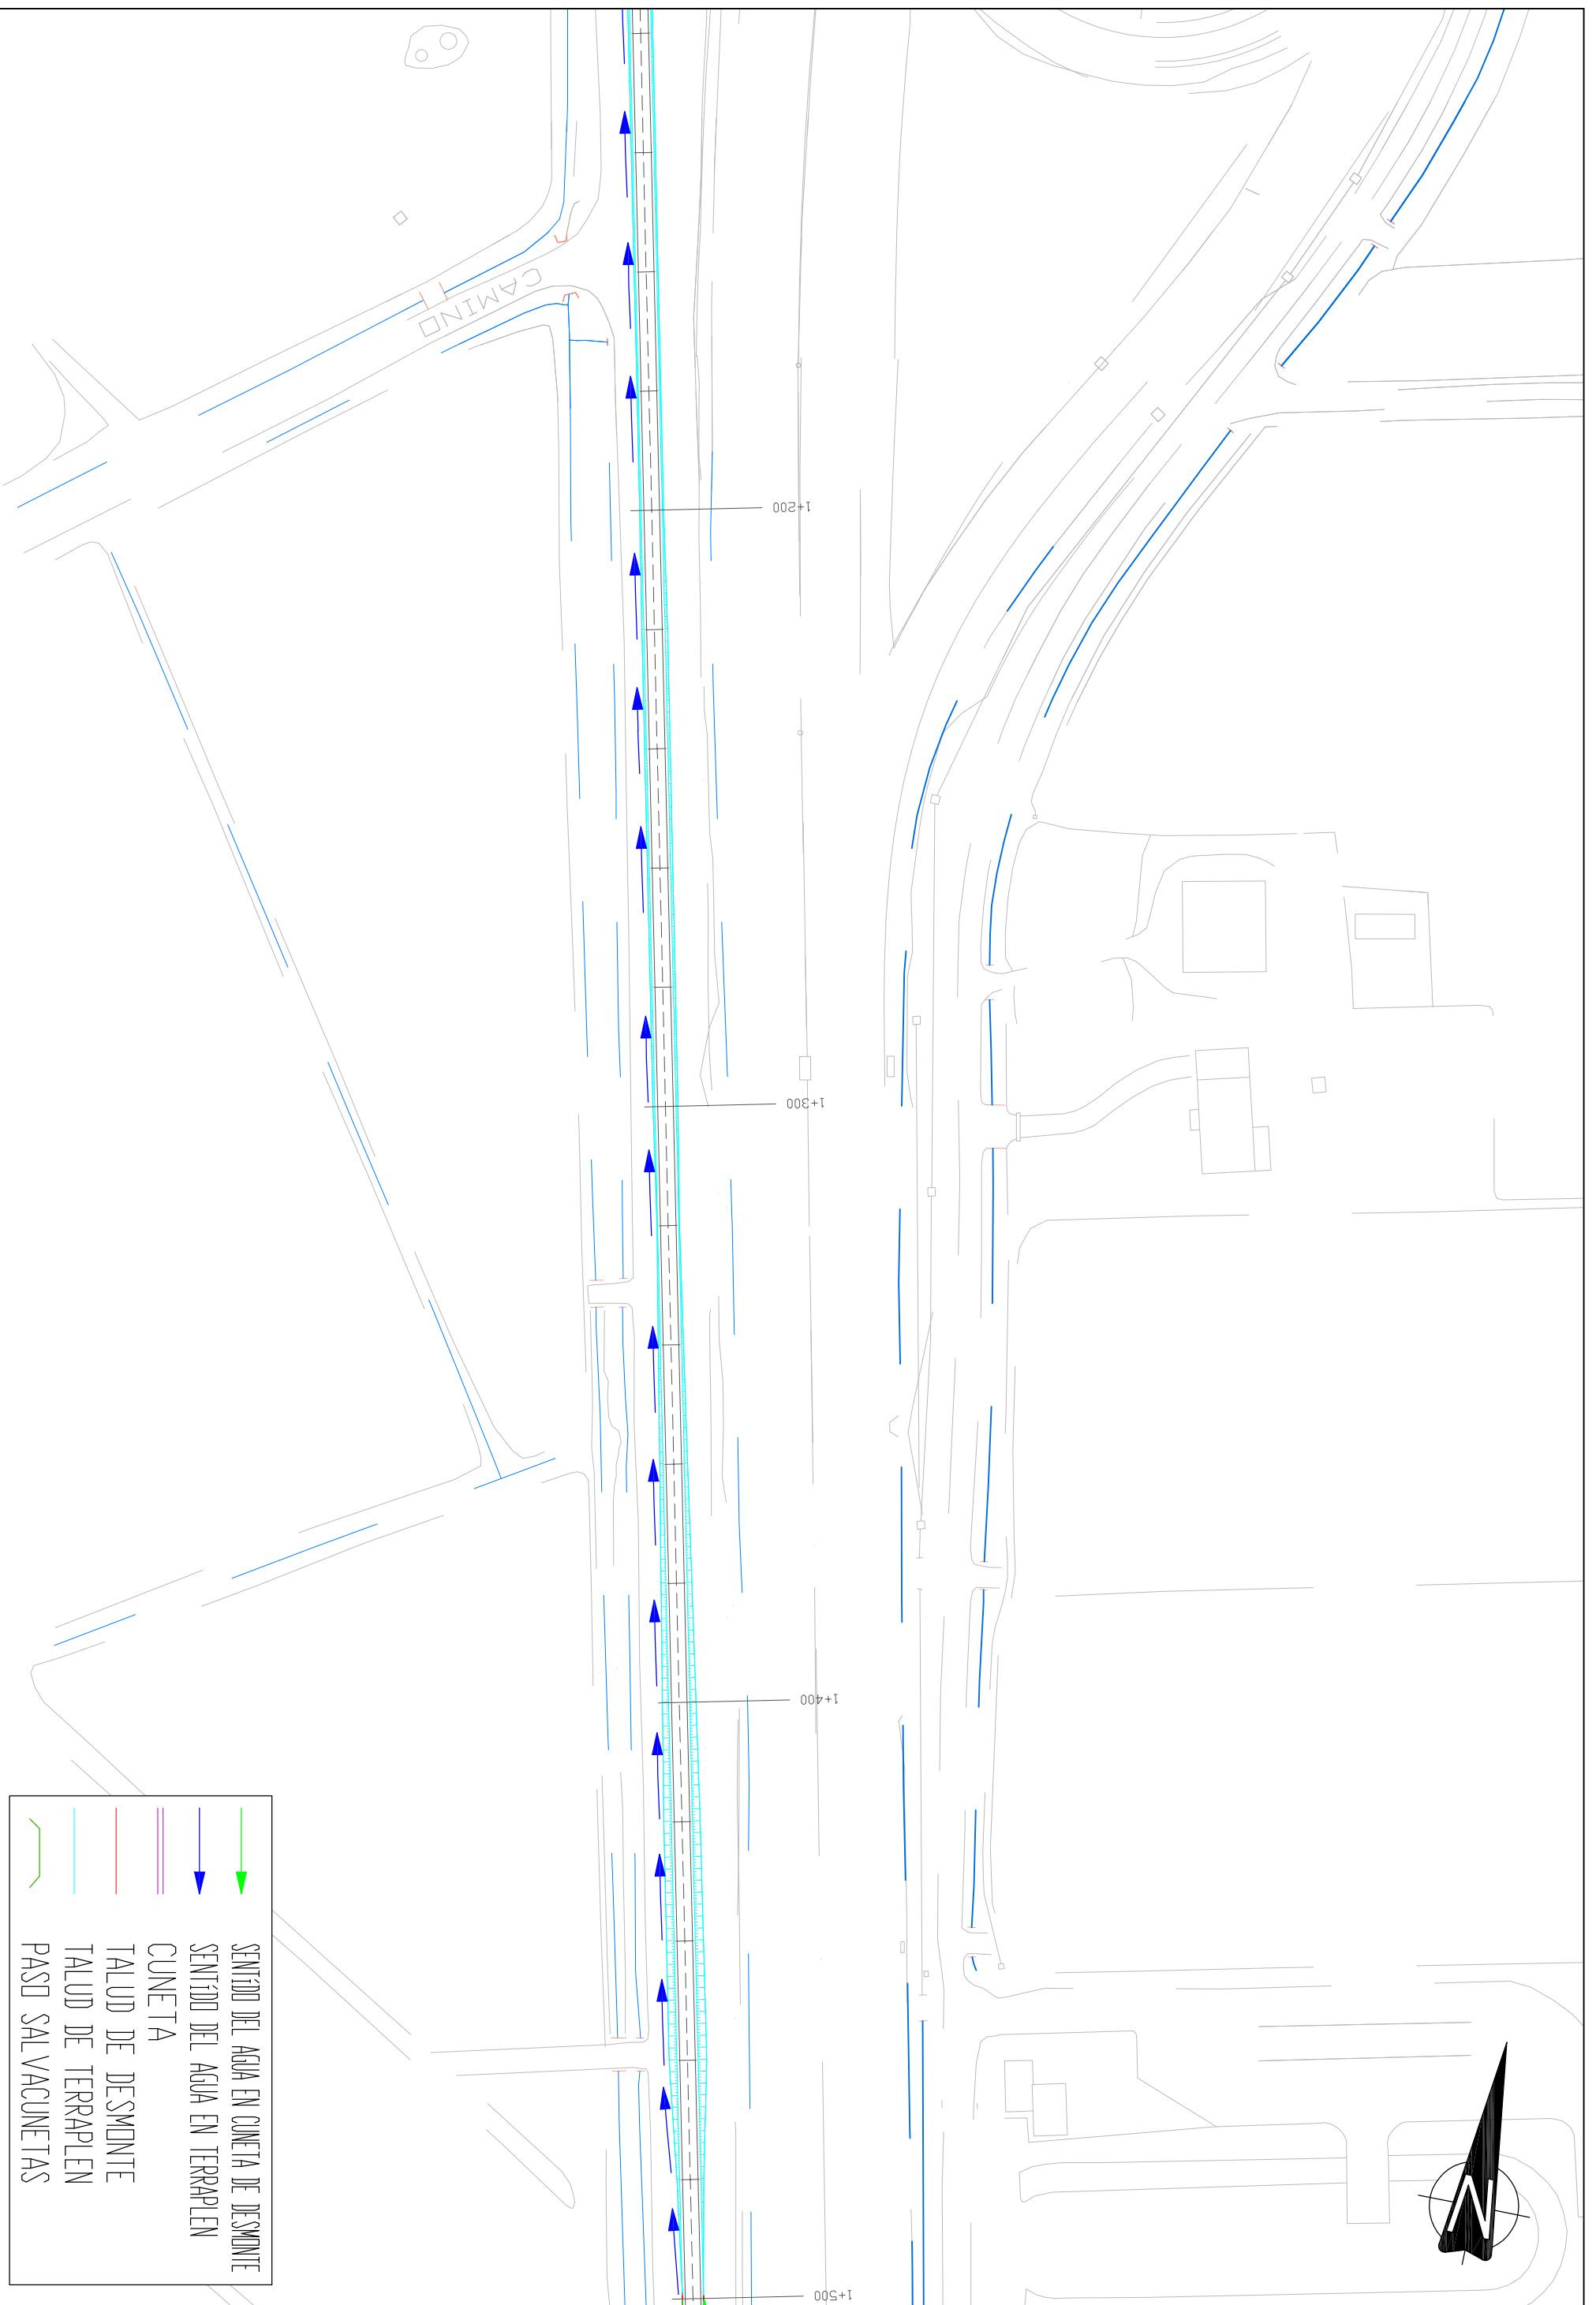 CAMINO
1+200
1+300
1+400
1+500
N
SENTIDO DEL AGUA EN CUNETA DE DESMONTE
SENTIDO DEL AGUA EN TERRAPLEN
CUNETA
TALUD DE DESMONTE
TALUD DE TERRAPLEN
PASO SALVACUNETAS